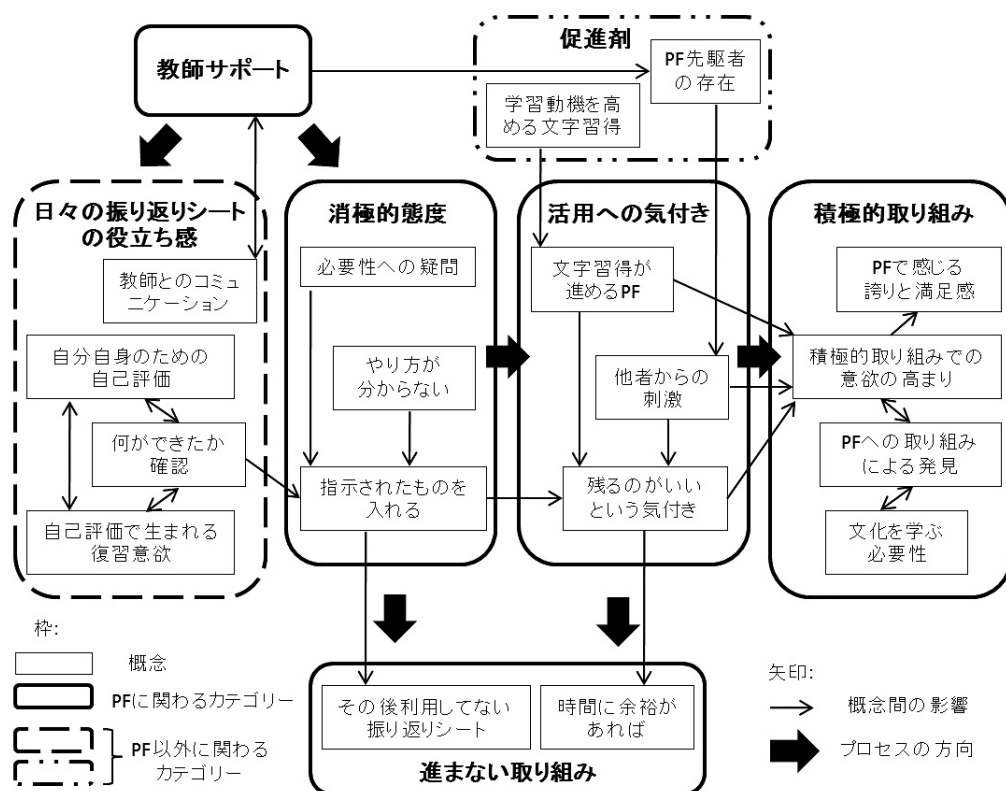 教師サポート
促進剤
PF先駆者
の存在
学習動機を高
める文字習得
日々の振り返りシート
の役立ち感
教師とのコミュ
ニケーション
自分自身のための
自己評価
何ができたか
確認
自己評価で生まれる
復習意欲
消極的態度
必要性への疑問
やり方が
分からない
指示されたものを
入れる
活用への気付き
文字習得が
進めるPF
他者からの
刺激
残るのがいい
という気付き
積極的取り組み
PFで感じる
誇りと満足感
積極的取り組みでの
意欲の高まり
PFへの取り組み
による発見
文化を学ぶ
必要性
その後利用してない
振り返りシート
時間に余裕が
あれば
進まない取り組み
枠:
概念
PFに関わるカテゴリー
PF以外に関わる
カテゴリー
矢印:
概念間の影響
プロセスの方向